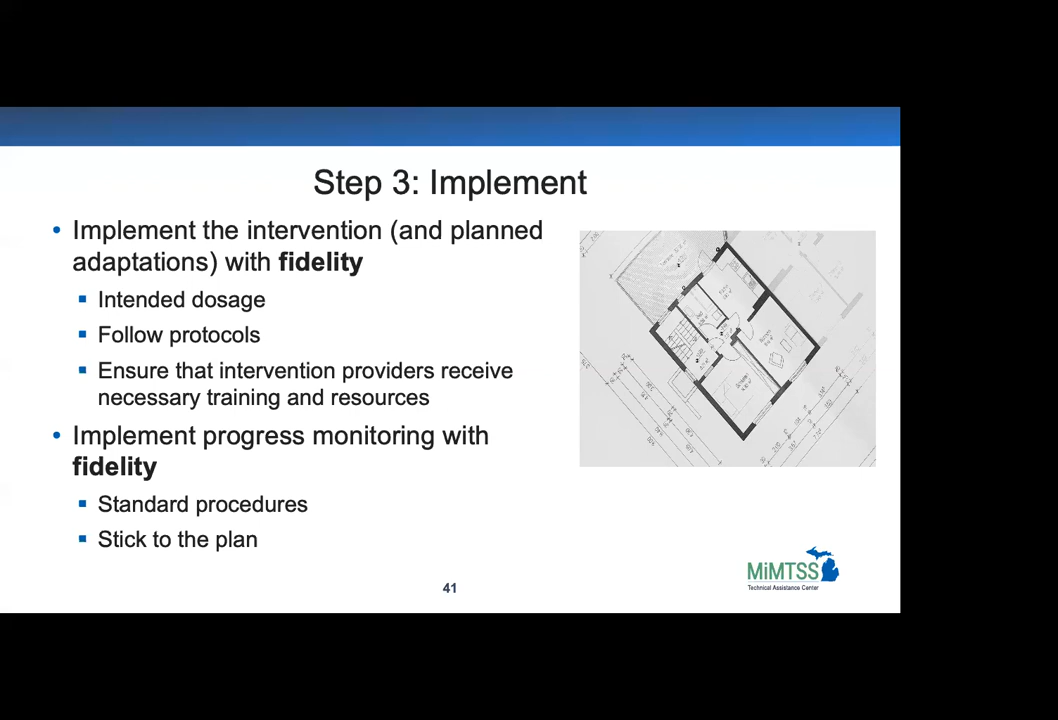 Step 3: Implement
• Implement the intervention (and planned
adaptations) with fidelity
▪ Intended dosage
▪ Follow protocols
▪ Ensure that intervention providers receive
necessary training and resources
• Implement progress monitoring with
fidelity
▪ Standard procedures
▪ Stick to the plan
41
MiMTSS
Technical Assistance Center